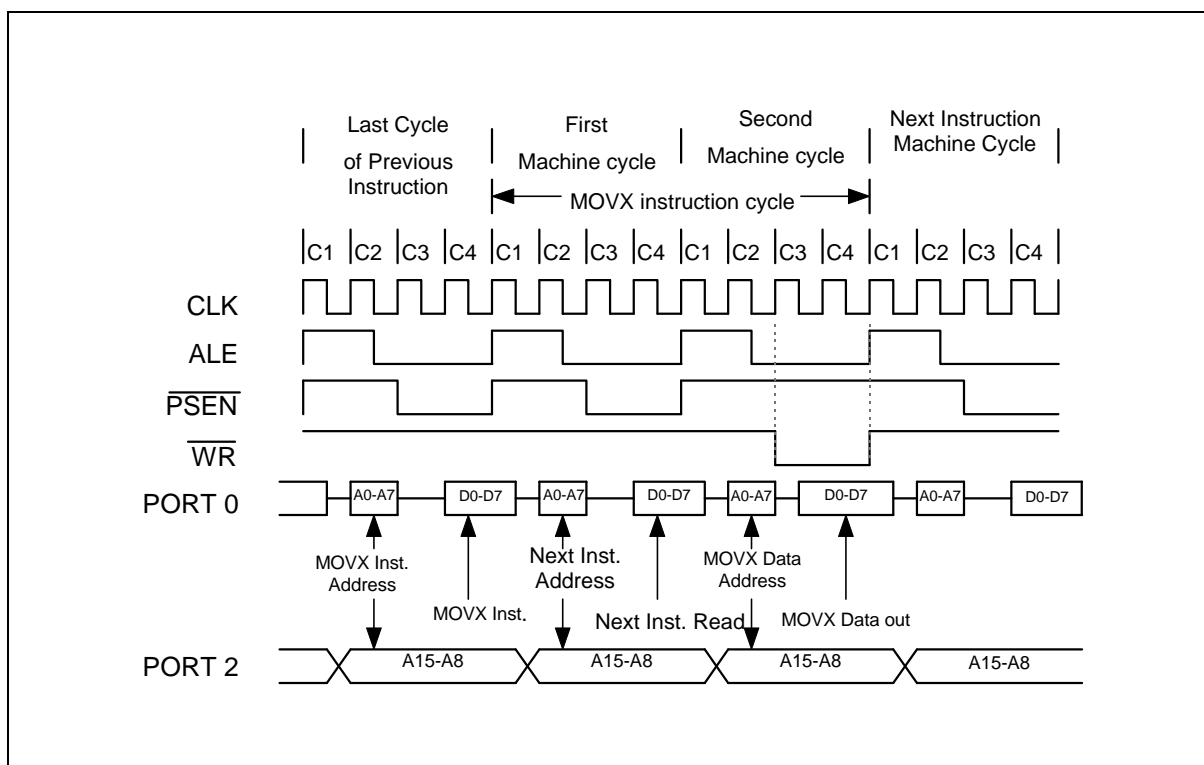 Last Cycle
of Previous
Instruction
First
Machine cycle
Second
Machine cycle
Next Instruction
Machine Cycle
MOVX instruction cycle
C1 C2 C3 C4 C1 C2 C3 C4 C1 C2 C3 C4 C1 C2 C3 C4
CLK
ALE
PSEN
WR
PORT 0
A0-A7 D0-D7 A0-A7 D0-D7 A0-A7 D0-D7 A0-A7 D0-D7
MOVX Inst.
Address
MOVX Inst.
Next Inst.
Address
Next Inst. Read
MOVX Data
Address
MOVX Data out
PORT 2
A15-A8 A15-A8 A15-A8 A15-A8